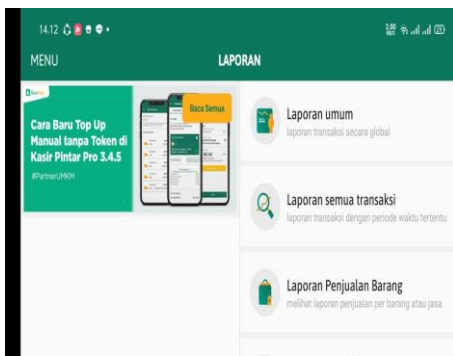 14.12
MENU
LAPORAN
Baca Semua
Cara Baru Top Up
Manual tanpa Token di
Kasir Pintar Pro 3.4.5
#PartnerUMKM
Laporan umum
laporan transaksi secara global
Laporan semua transaksi
laporan transaksi dengan periode waktu tertentu
Laporan Penjualan Barang
melihat laporan penjualan per barang atau jasa